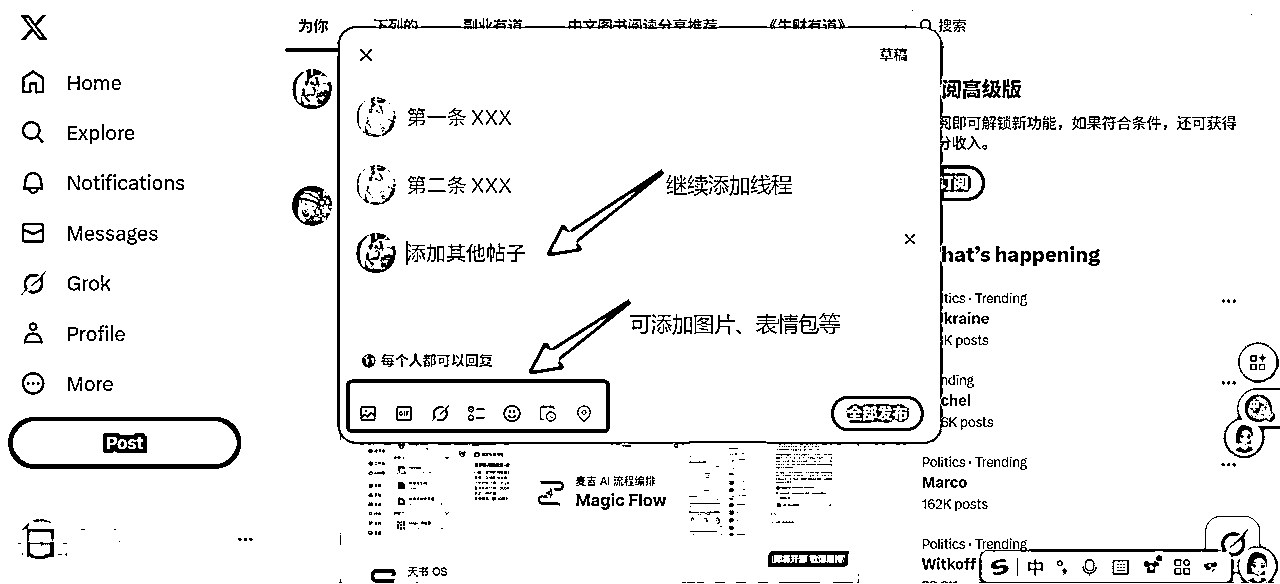 Home
Explore
Notifications
Messages
Grok
Profile
More
Post
为你
下列的
副业有道
中文图书阅读分享推荐
《生财有道》
草稿
第一条 XXX
第二条 XXX
继续添加线程
添加其他帖子
可添加图片、表情包等
每个人都可以回复
GIF
全部发布
麦吉 AI 流程编排
Magic Flow
天书 OS
搜索
阅高级版
阅即可解锁新功能，如果符合条件，还可获得
分收入。
订阅
hat's happening
tics · Trending
kraine
K posts
nding
chel
6K posts
Politics · Trending
Marco
162K posts
Politics · Trending
Witkoff
中